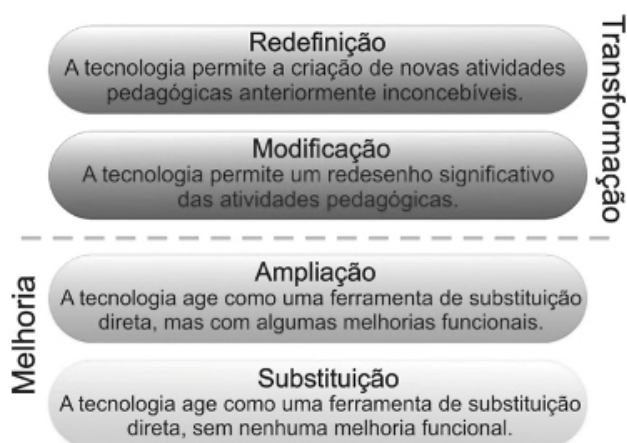 Redefinição
A tecnologia permite a criação de novas atividades
pedagógicas anteriormente inconcebíveis.
Modificação
A tecnologia permite um redesenho significativo
das atividades pedagógicas.
Transformação
Ampliação
A tecnologia age como uma ferramenta de substituição
direta, mas com algumas melhorias funcionais.
Substituição
A tecnologia age como uma ferramenta de substituição
direta, sem nenhuma melhoria funcional.
Melhoria